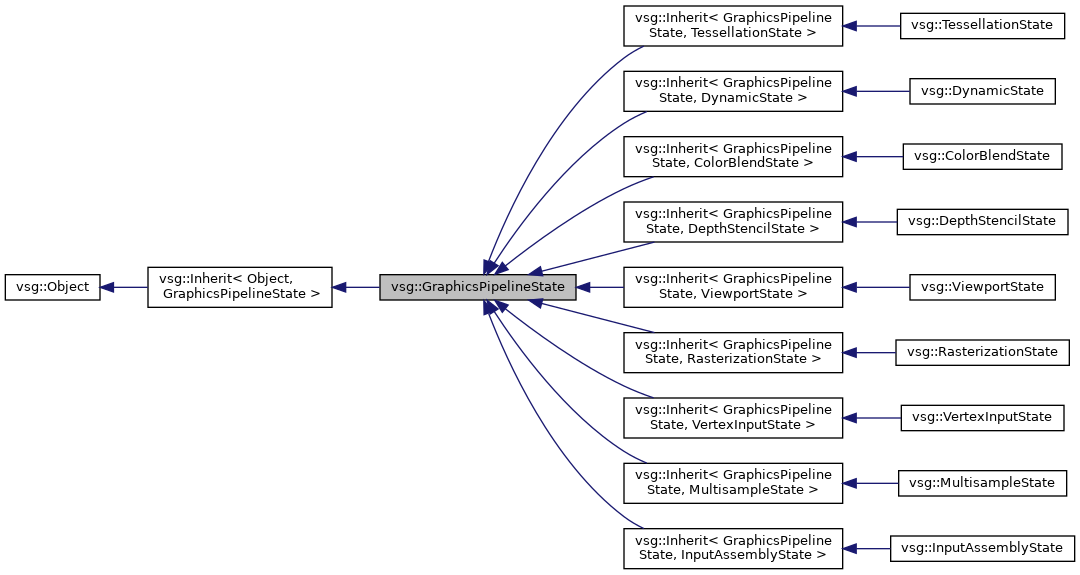 vsg::Object
vsg::Inherit< Object,
GraphicsPipelineState >
vsg::GraphicsPipelineState
vsg::Inherit< GraphicsPipeline
State, TessellationState >
vsg::TessellationState
vsg::Inherit< GraphicsPipeline
State, DynamicState >
vsg::DynamicState
vsg::Inherit< GraphicsPipeline
State, ColorBlendState >
vsg::ColorBlendState
vsg::Inherit< GraphicsPipeline
State, DepthStencilState >
vsg::DepthStencilState
vsg::Inherit< GraphicsPipeline
State, ViewportState >
vsg::ViewportState
vsg::Inherit< GraphicsPipeline
State, RasterizationState >
vsg::RasterizationState
vsg::Inherit< GraphicsPipeline
State, VertexInputState >
vsg::VertexInputState
vsg::Inherit< GraphicsPipeline
State, MultisampleState >
vsg::MultisampleState
vsg::Inherit< GraphicsPipeline
State, InputAssemblyState >
vsg::InputAssemblyState